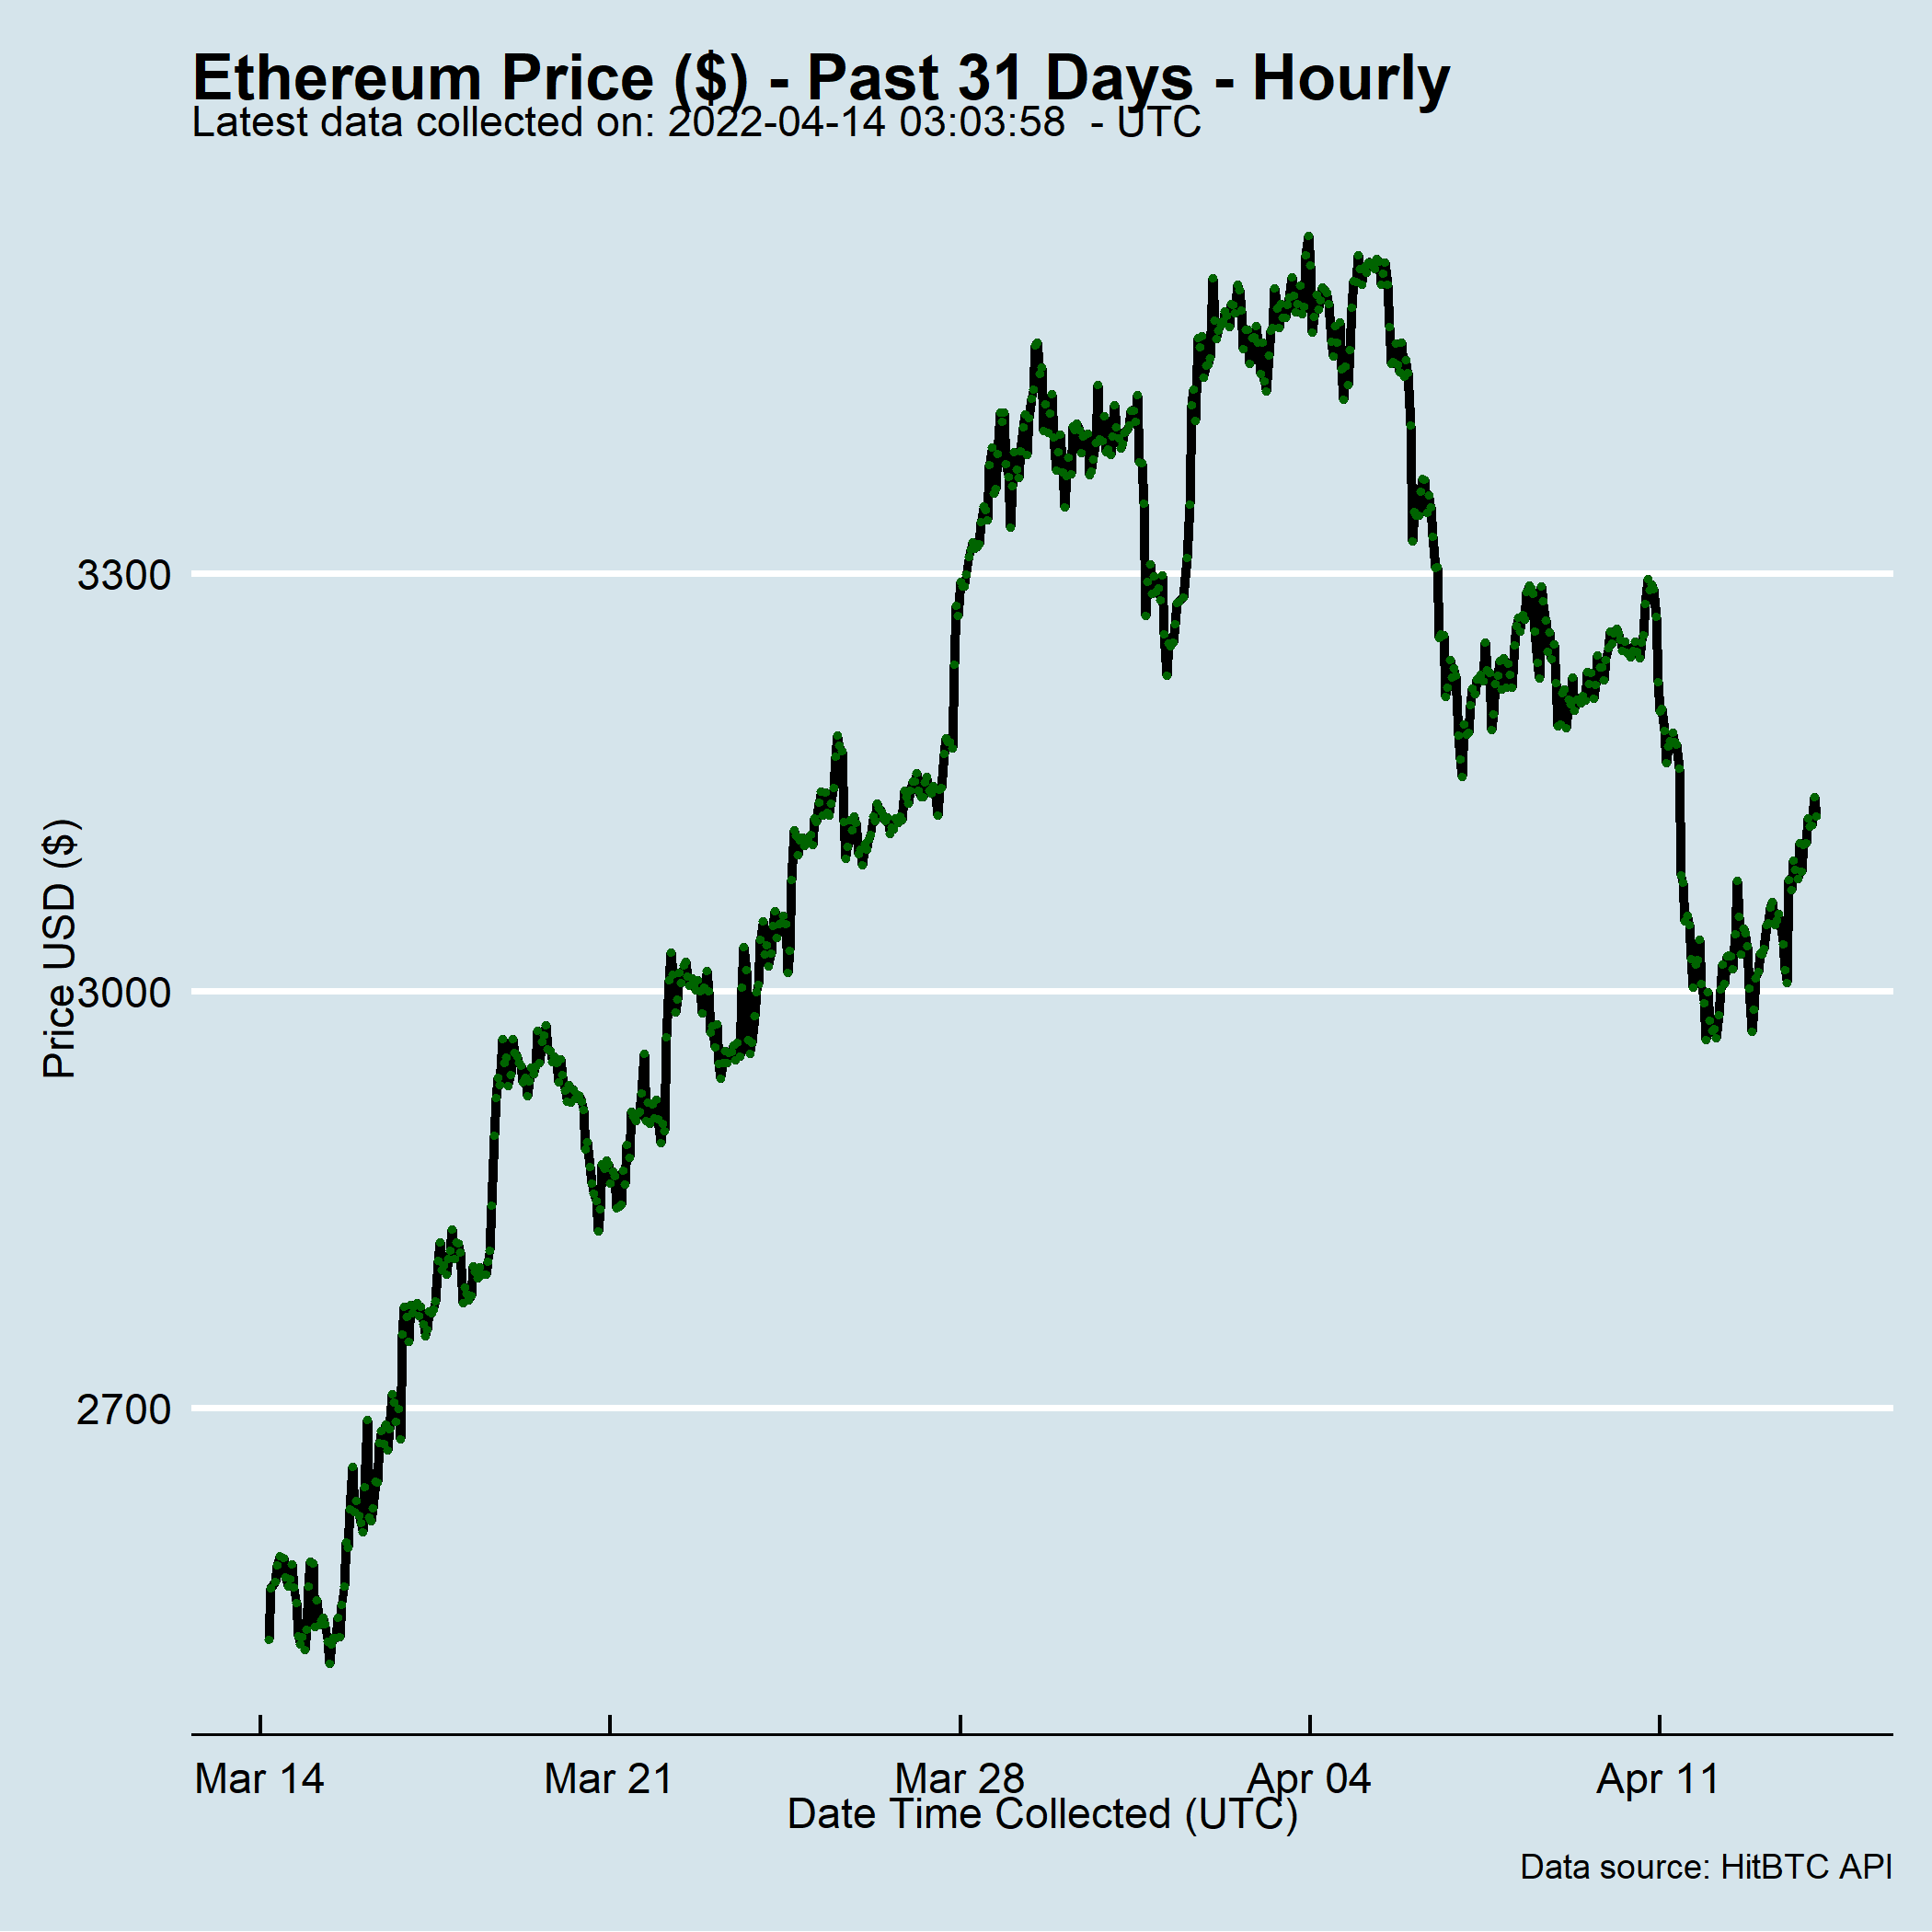 Ethereum Price ($) - Past 31 Days - Hourly
Latest data collected on: 2022-04-14 03:03:58  - UTC
Price USD ($)
3300
3000
2700
Mar 14
Mar 21
Mar 28
Apr 04
Apr 11
Date Time Collected (UTC)
Data source: HitBTC API